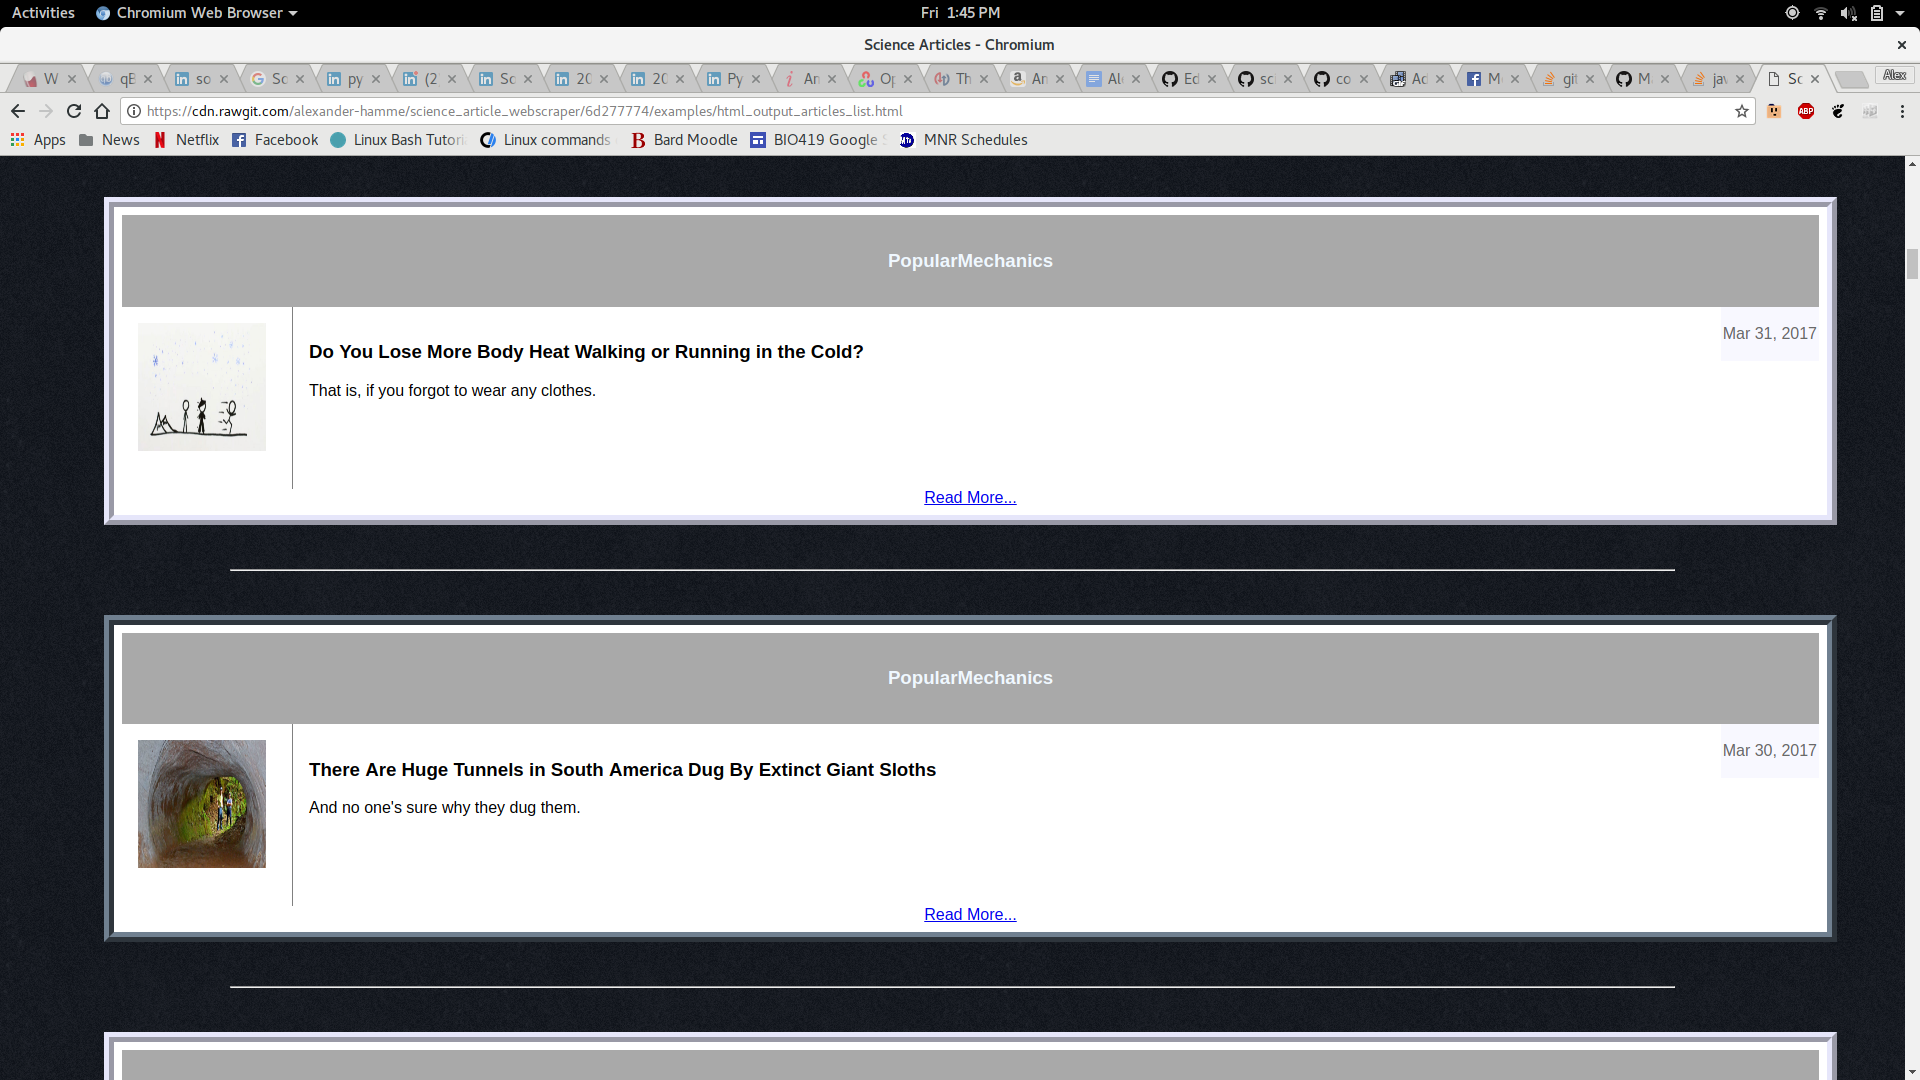 Activities Chromium Web Browser Fri 1:45 PM
Science Articles - Chromium
W qB so Sc py (2 Sc 20 20 Py An Op Th An Ale Ed sci co Ac M git M jav Sc Alex
https://cdn.rawgit.com/alexander-hamme/science_article_webscraper/6d277774/examples/html_output_articles_list.html ABP
Apps News Netflix Facebook Linux Bash Tutori Linux commands Bard Moodle BIO419 Google S MNR Schedules
PopularMechanics
Do You Lose More Body Heat Walking or Running in the Cold?
Mar 31, 2017
That is, if you forgot to wear any clothes.
Read More...
PopularMechanics
There Are Huge Tunnels in South America Dug By Extinct Giant Sloths
Mar 30, 2017
And no one's sure why they dug them.
Read More...